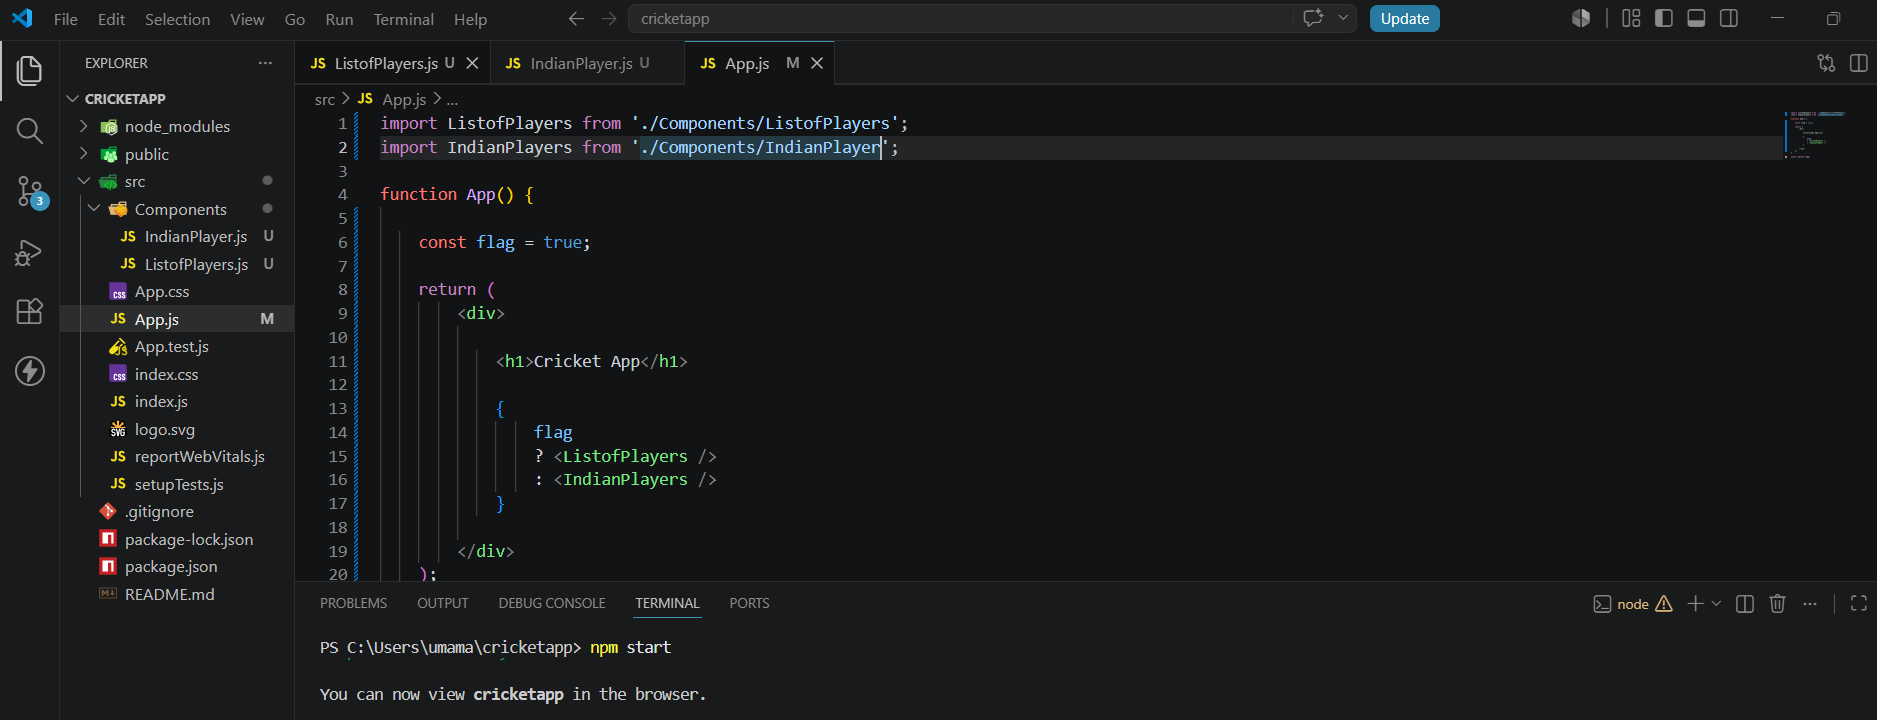 File Edit Selection View Go Run Terminal Help
cricketapp
Update
EXPLORER
CRICKETAPP
node_modules
public
src
Components
IndianPlayer.js U
ListofPlayers.js U
App.css
App.js M
App.test.js
index.css
index.js
logo.svg
reportWebVitals.js
setupTests.js
.gitignore
package-lock.json
package.json
README.md
3
JS ListofPlayers.js U
JS IndianPlayer.js U
JS App.js M
src > JS App.js > ...
1 import ListofPlayers from './Components/ListofPlayers';
2 import IndianPlayers from './Components/IndianPlayer';
3
4 function App() {
5
6 const flag = true;
7
8 return (
9 <div>
10
11 <h1>Cricket App</h1>
12
13 {
14 flag
15 ? <ListofPlayers />
16 : <IndianPlayers />
17 }
18
19 </div>
20 );
PROBLEMS OUTPUT DEBUG CONSOLE TERMINAL PORTS
node
PS C:\Users\umama\cricketapp> npm start
You can now view cricketapp in the browser.